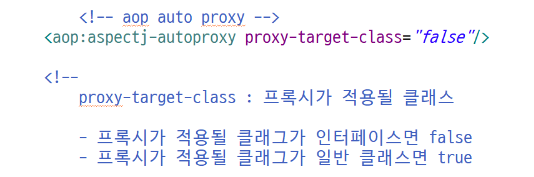 <!-- aop auto proxy -->
<aop:aspectj-autoproxy proxy-target-class="false"/>
<!--
proxy-target-class : 프록시가 적용될 클래스
- 프록시가 적용될 클래그가 인터페이스면 false
- 프록시가 적용될 클래그가 일반 클래스면 true